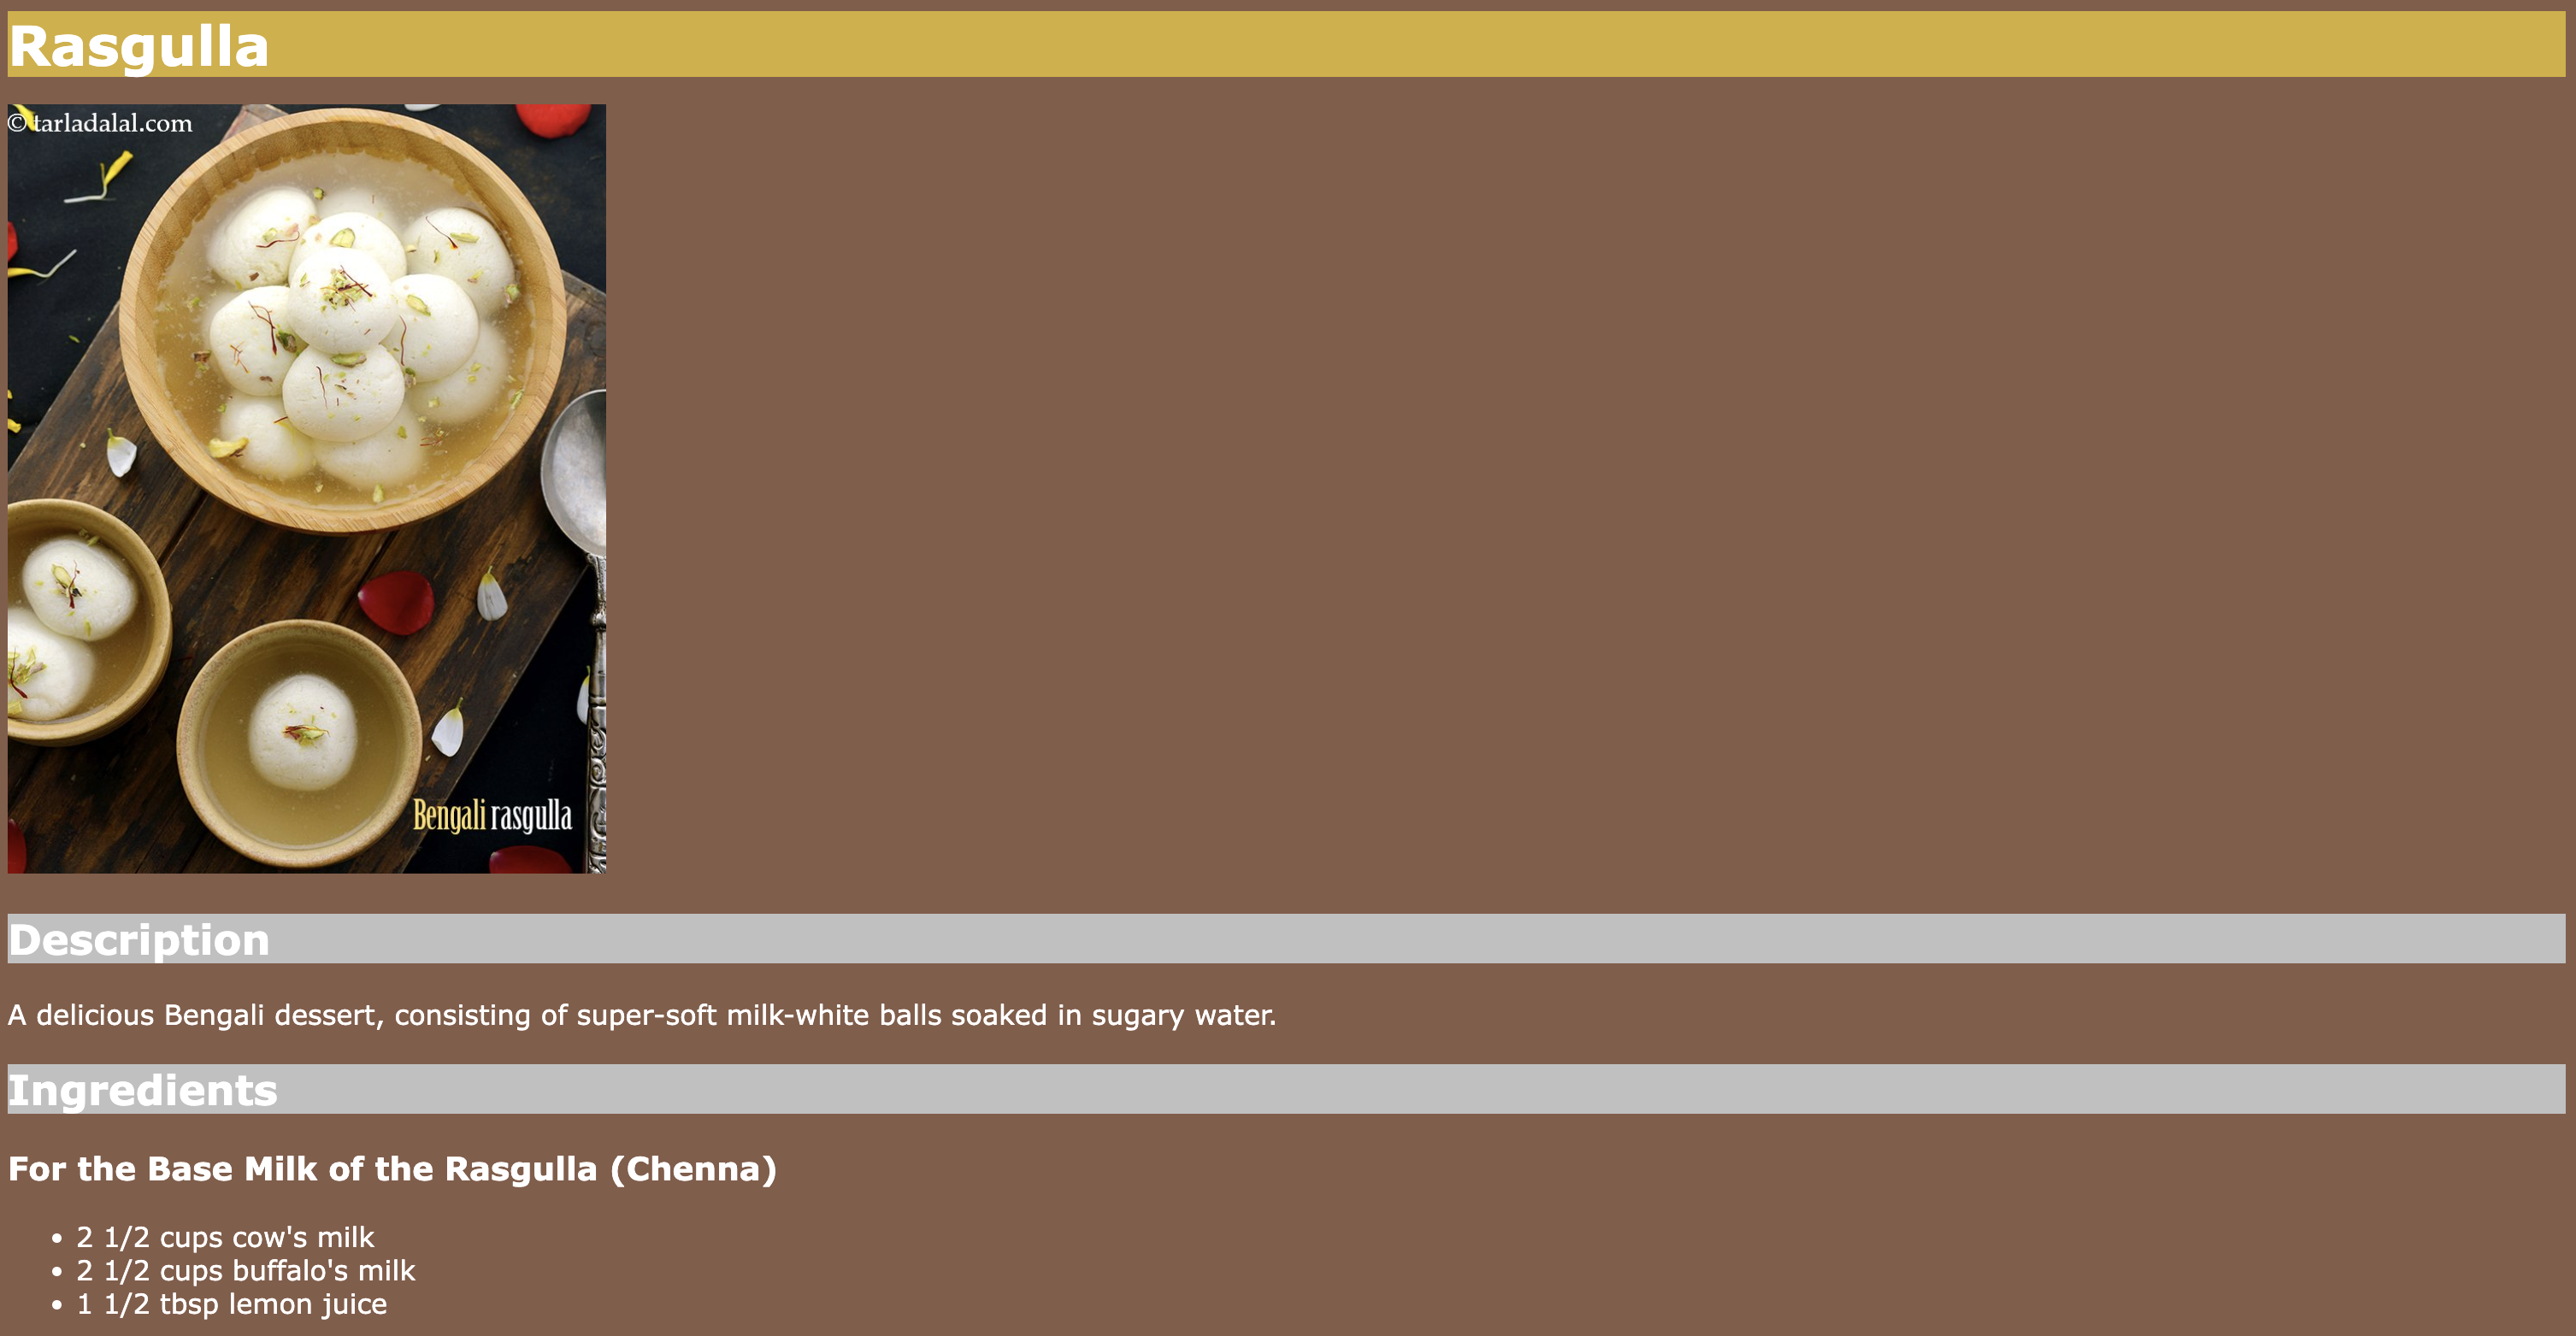 Rasgulla
© tarladalal.com
Bengali rasgulla
Description
A delicious Bengali dessert, consisting of super-soft milk-white balls soaked in sugary water.
Ingredients
For the Base Milk of the Rasgulla (Chenna)
• 2 1/2 cups cow's milk
• 2 1/2 cups buffalo's milk
• 1 1/2 tbsp lemon juice